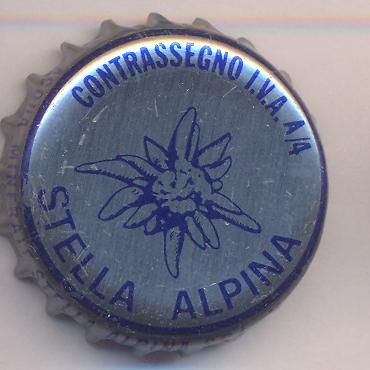 CONTRASSEGNO I.V.A. A/4
STELLA ALPINA